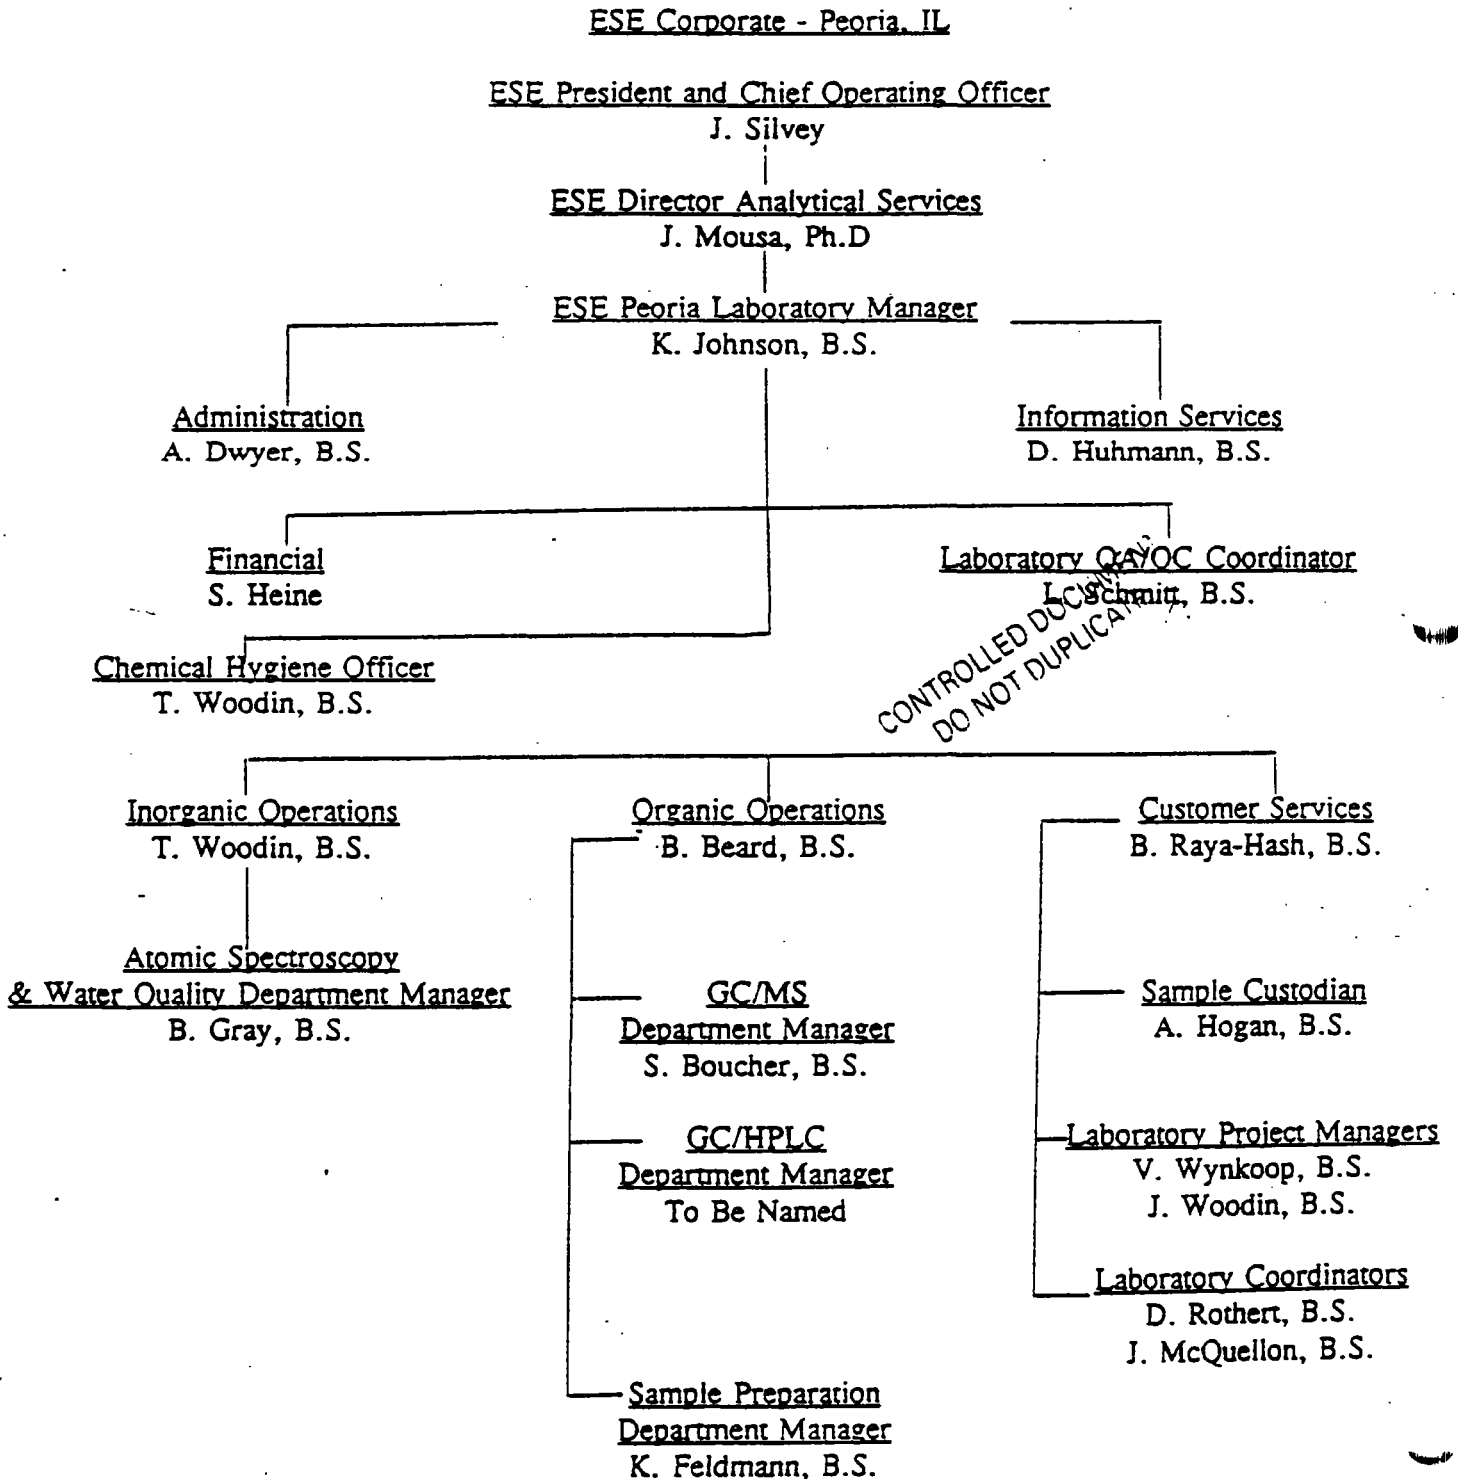 ESE Corporate - Peoria, IL
ESE President and Chief Operating Officer
J. Silvey
ESE Director Analytical Services
J. Mousa, Ph.D
ESE Peoria Laboratory Manager
K. Johnson, B.S.
Administration
A. Dwyer, B.S.
Information Services
D. Huhmann, B.S.
Financial
S. Heine
Laboratory QA/QC Coordinator
L. Schmitt, B.S.
CONTROLLED DOCUMENT
DO NOT DUPLICATE
Chemical Hygiene Officer
T. Woodin, B.S.
Inorganic Operations
T. Woodin, B.S.
Organic Operations
B. Beard, B.S.
Customer Services
B. Raya-Hash, B.S.
Atomic Spectroscopy
& Water Quality Department Manager
B. Gray, B.S.
GC/MS
Department Manager
S. Boucher, B.S.
Sample Custodian
A. Hogan, B.S.
GC/HPLC
Department Manager
To Be Named
Laboratory Project Managers
V. Wynkoop, B.S.
J. Woodin, B.S.
Laboratory Coordinators
D. Rothert, B.S.
J. McQuellon, B.S.
Sample Preparation
Department Manager
K. Feldmann, B.S.